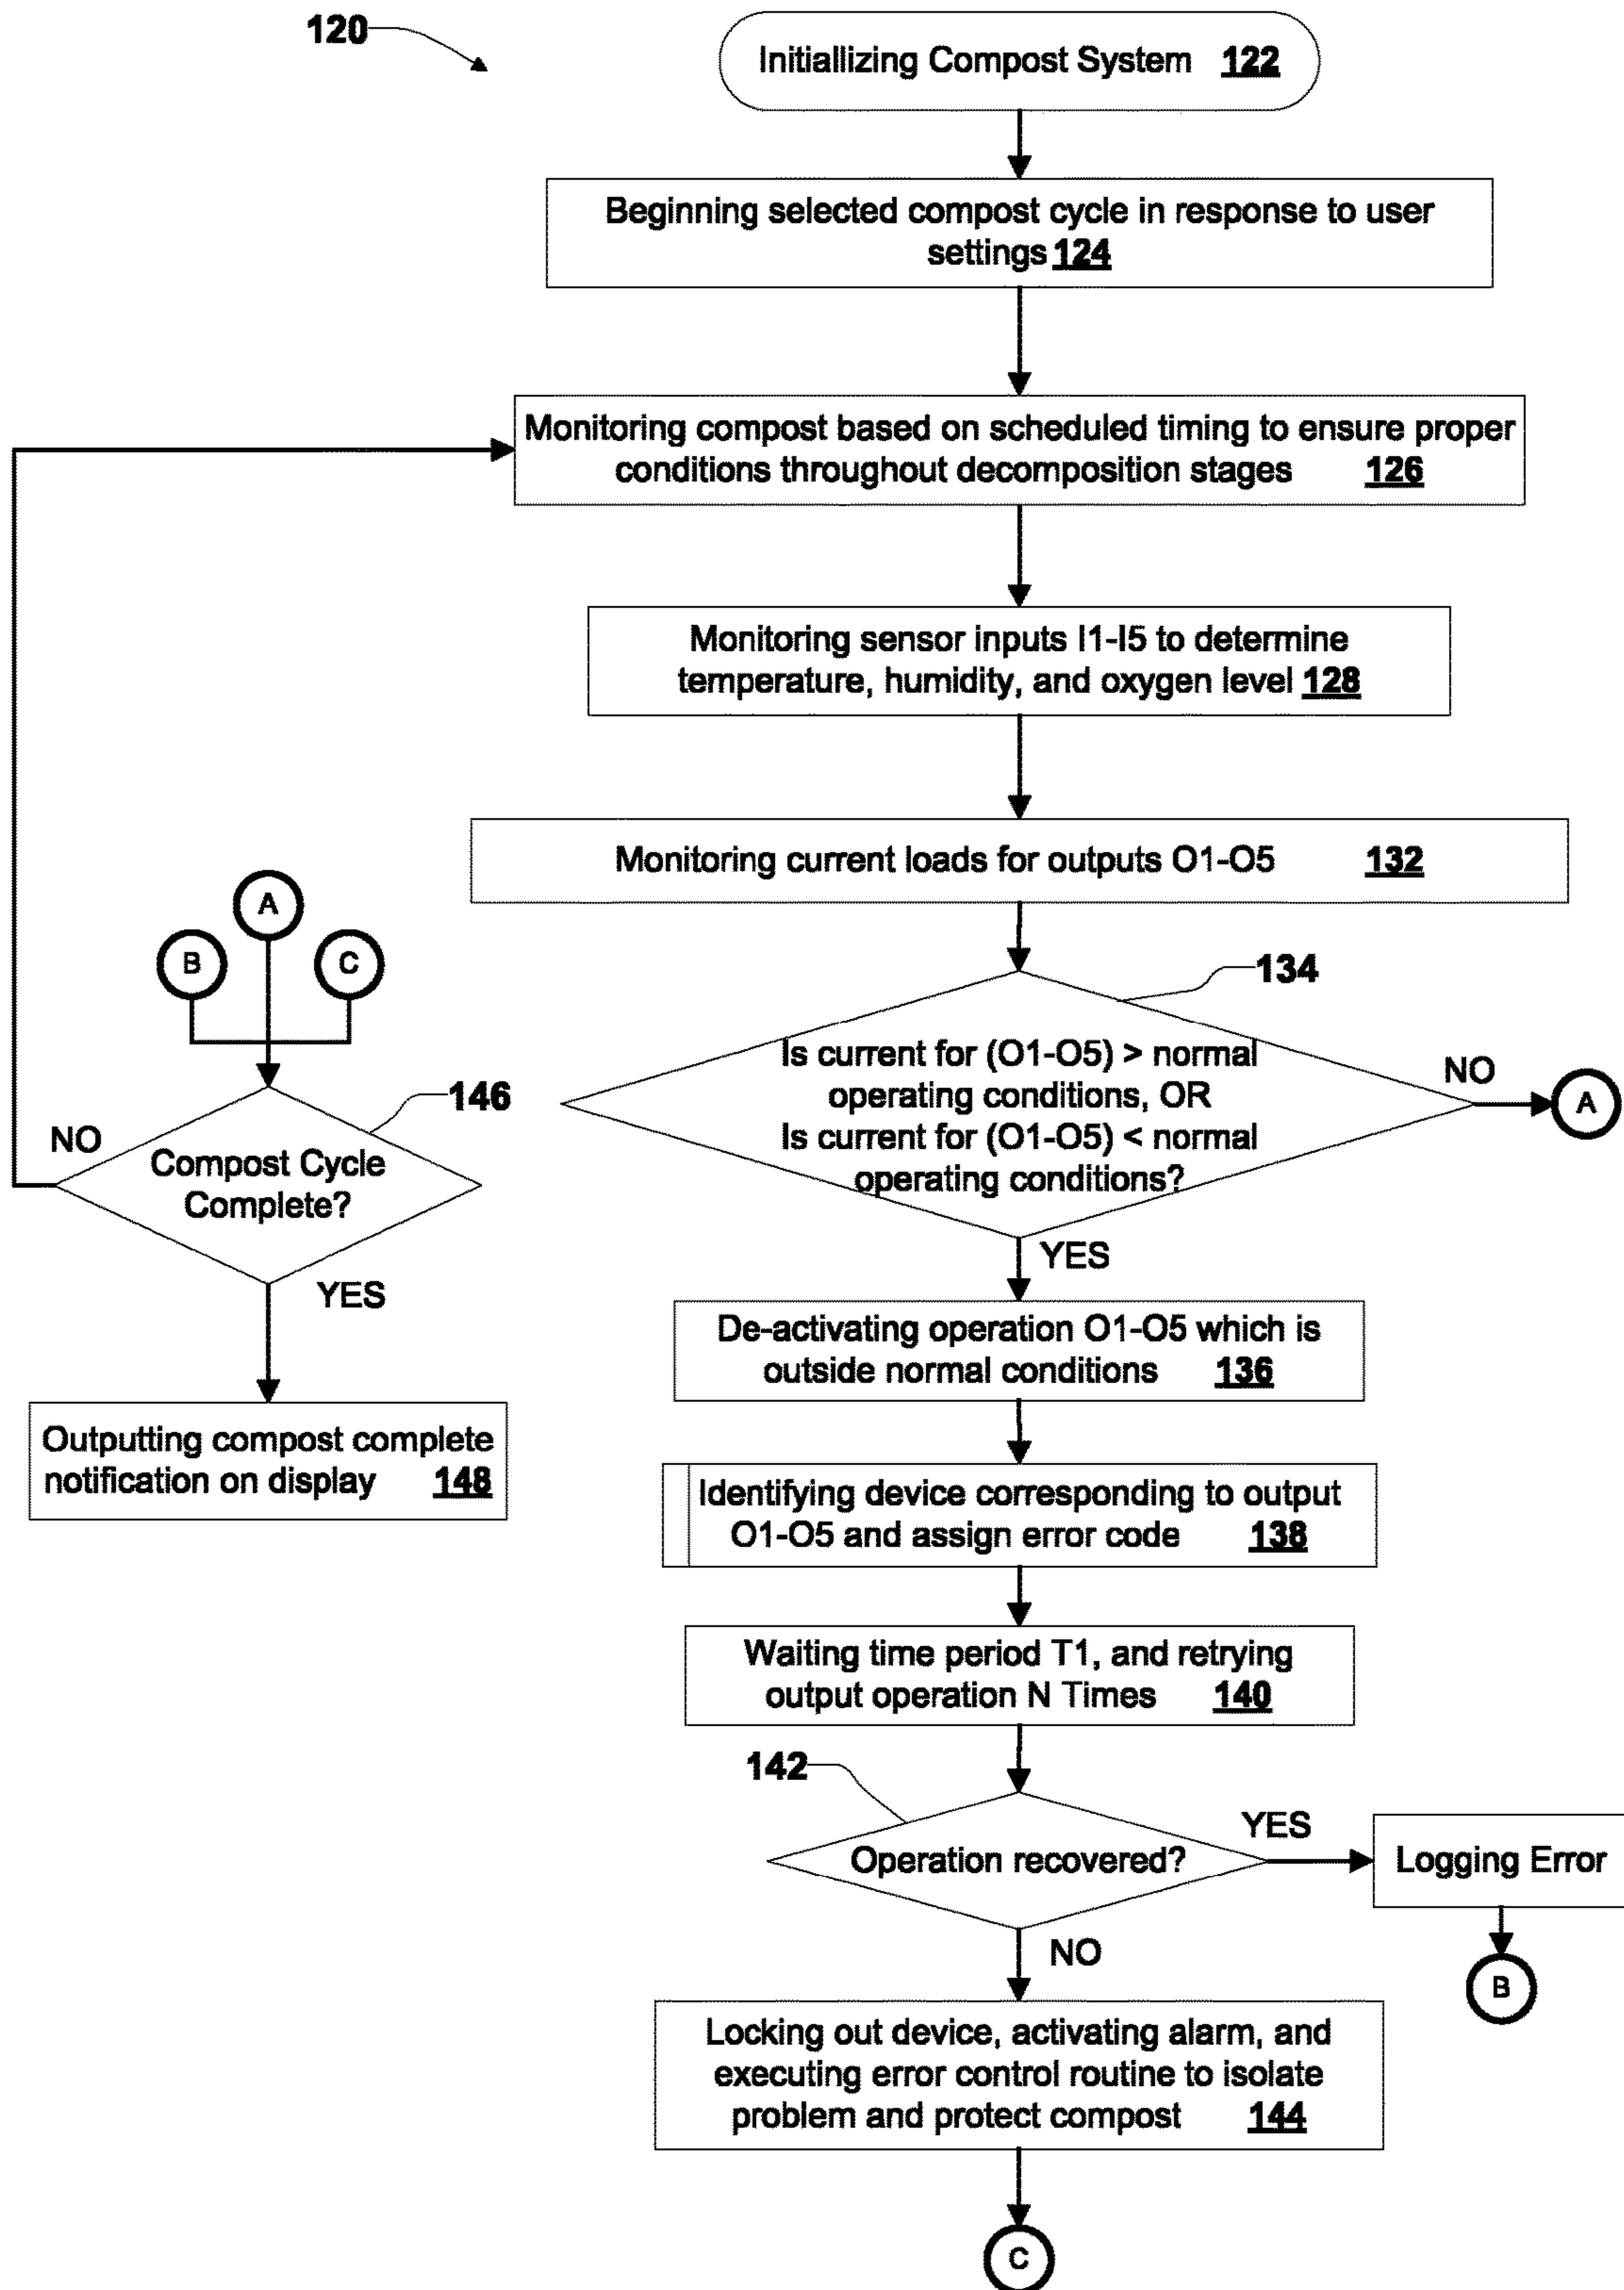 120
Initiallizing Compost System 122
Beginning selected compost cycle in response to user
settings 124
Monitoring compost based on scheduled timing to ensure proper
conditions throughout decomposition stages 126
Monitoring sensor inputs I1-I5 to determine
temperature, humidity, and oxygen level 128
Monitoring current loads for outputs O1-O5 132
A
B
C
134
Is current for (O1-O5) > normal
operating conditions, OR
Is current for (O1-O5) < normal
operating conditions?
NO
A
146
NO
Compost Cycle
Complete?
YES
YES
De-activating operation O1-O5 which is
outside normal conditions 136
Outputting compost complete
notification on display 148
Identifying device corresponding to output
O1-O5 and assign error code 138
Waiting time period T1, and retrying
output operation N Times 140
142
Operation recovered?
YES
Logging Error
B
NO
Locking out device, activating alarm, and
executing error control routine to isolate
problem and protect compost 144
C